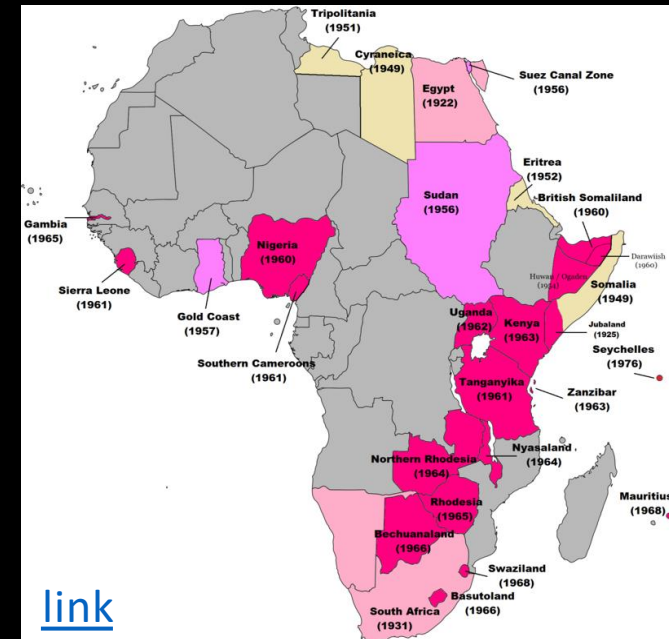 Tripolitania
(1951)
Cyraneica
(1949)
Egypt
(1922)
Suez Canal Zone
(1956)
Eritrea
(1952)
Sudan
(1956)
British Somaliland
(1960)
Gambia
(1965)
Nigeria
(1960)
Darawiish
(1960)
Huwan / Ogaden
(1954)
Sierra Leone
(1961)
Somalia
(1949)
Gold Coast
(1957)
Uganda
(1962)
Kenya
(1963)
Jubaland
(1925)
Southern Cameroons
(1961)
Seychelles
(1976)
Tanganyika
(1961)
Zanzibar
(1963)
Nyasaland
(1964)
Northern Rhodesia
(1964)
Mauritius
(1968)
Rhodesia
(1965)
Bechuanaland
(1966)
Swaziland
(1968)
Basutoland
(1966)
South Africa
(1931)
link